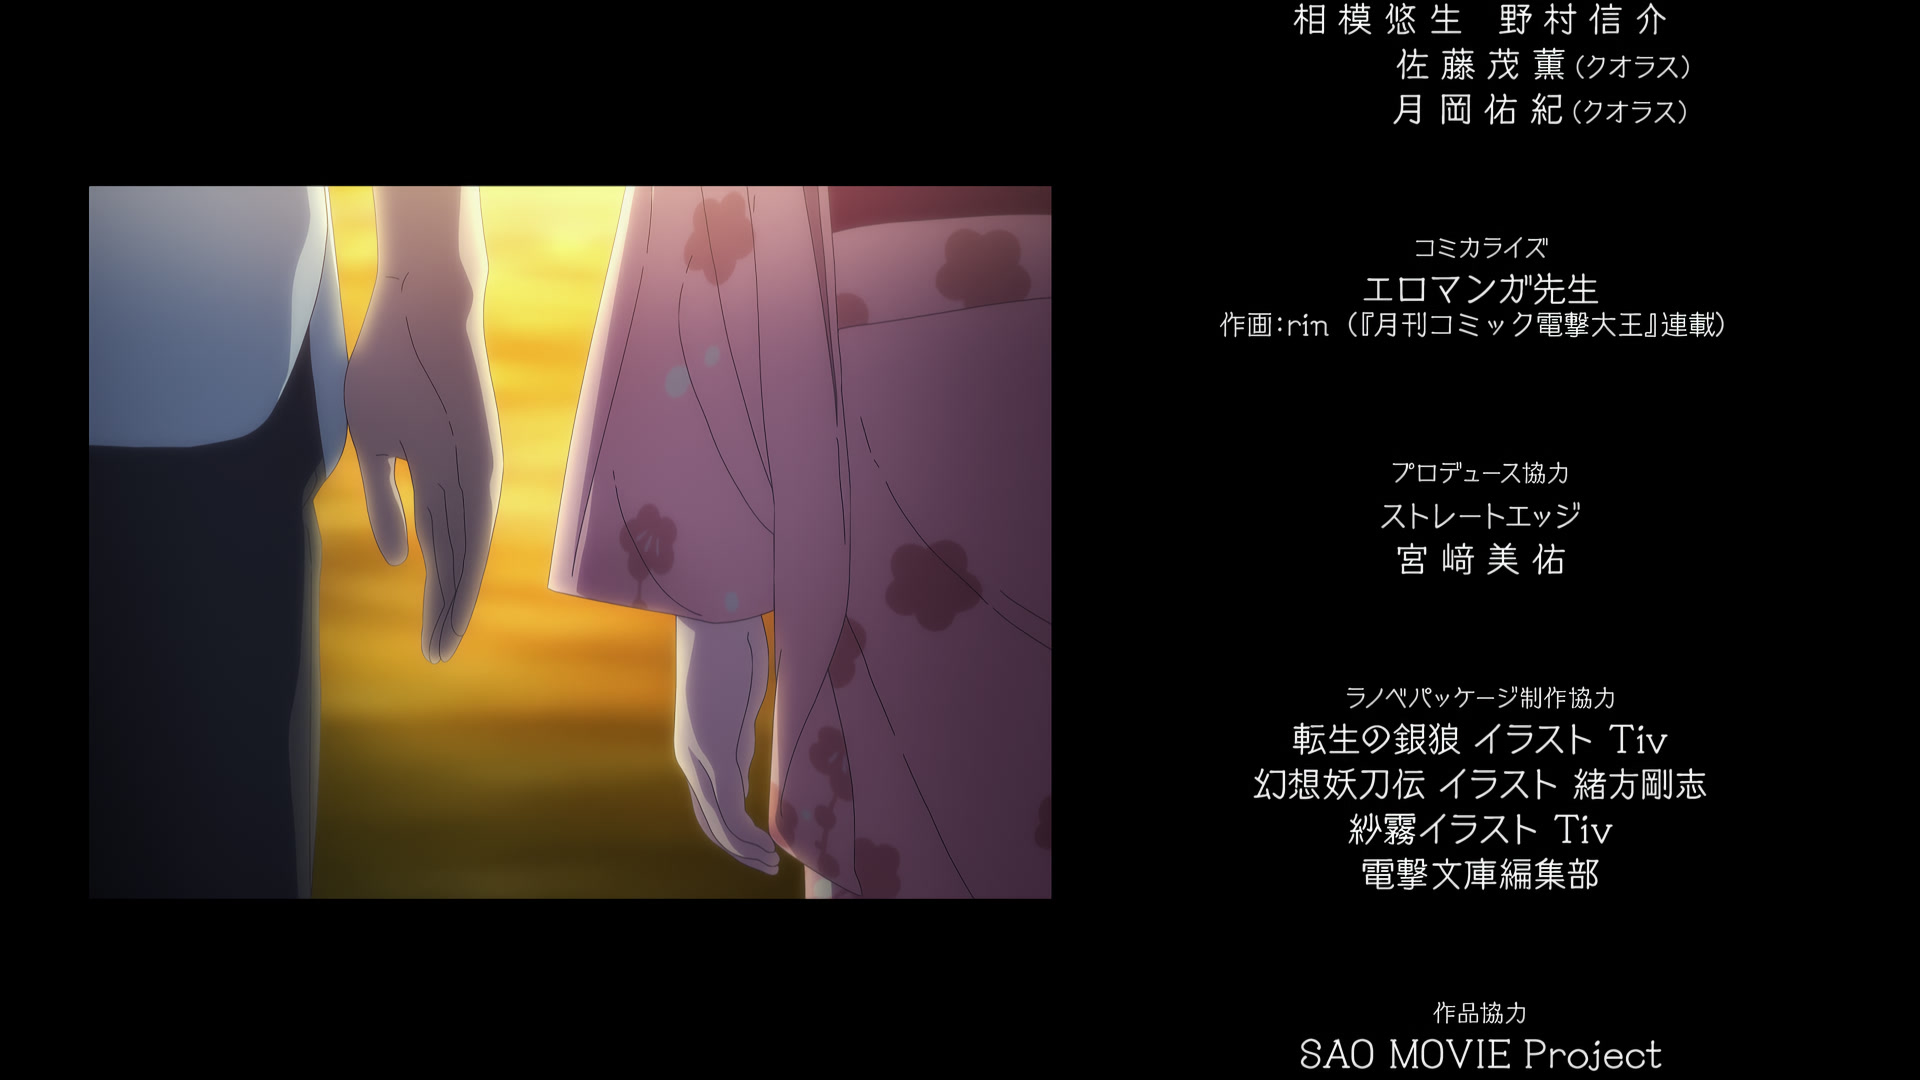 相模悠生 野村信介
佐藤茂薫(クオラス)
月岡佑紀(クオラス)
コミカライズ
エロマンガ先生
作画:rin (『月刊コミック電撃大王』連載)
プロデュース協力
ストレートエッジ
宮﨑美佑
ラノベパッケージ制作協力
転生の銀狼 イラスト Tiv
幻想妖刀伝 イラスト 緒方剛志
紗霧イラスト Tiv
電撃文庫編集部
作品協力
SAO MOVIE Project